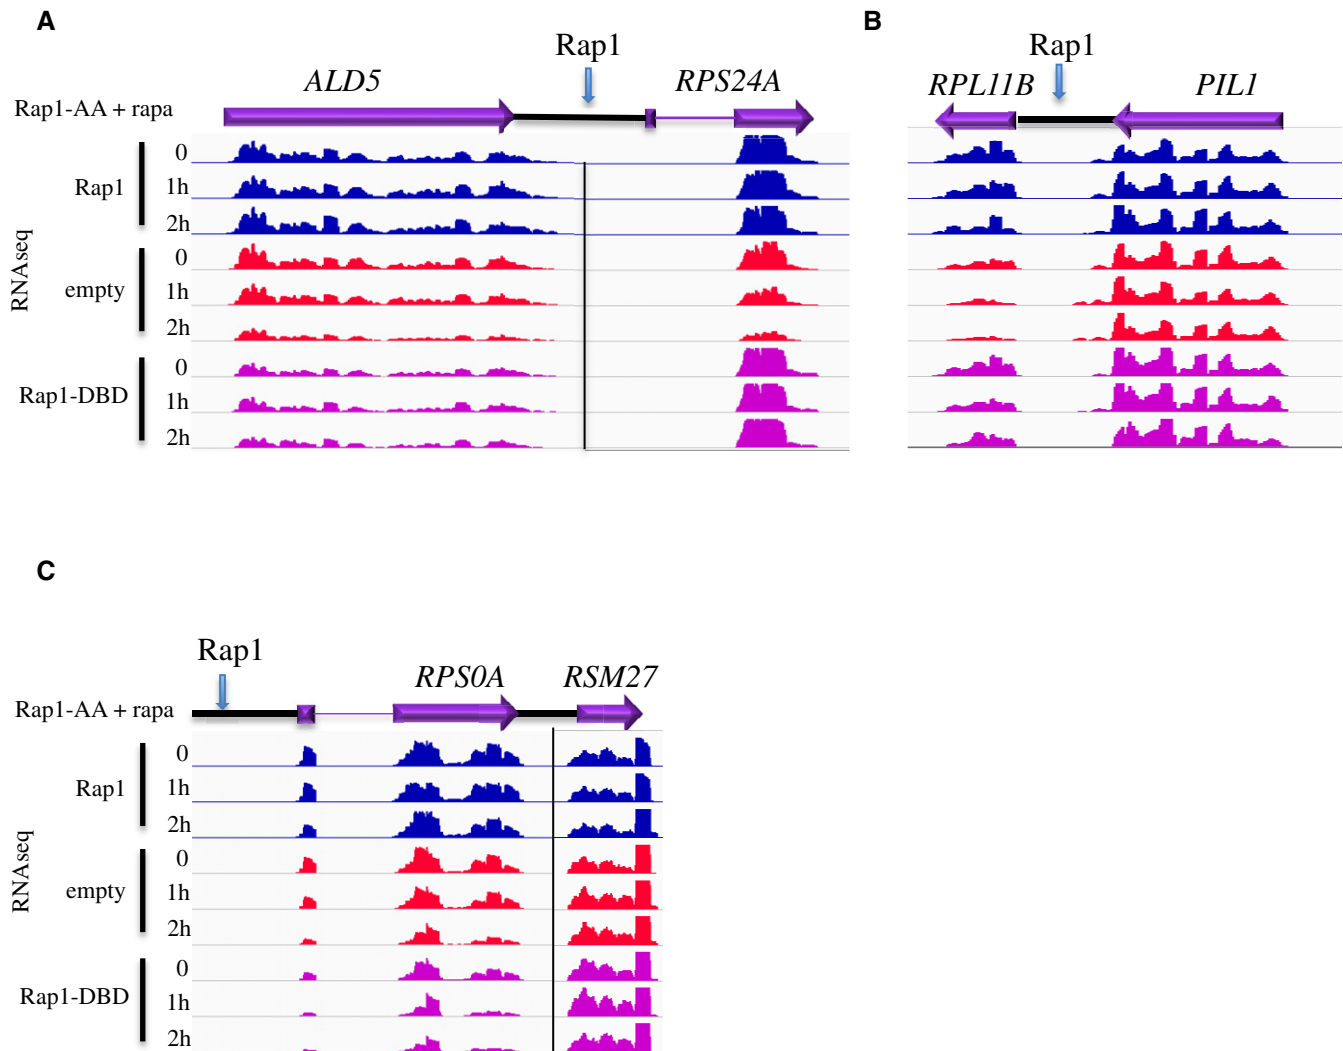 A
Rap1
ALD5
RPS24A
Rap1-AA + rapa
RNAseq
Rap1
0
1h
2h
empty
0
1h
2h
Rap1-DBD
0
1h
2h
B
Rap1
RPL11B
PIL1
C
Rap1
RPS0A
RSM27
Rap1-AA + rapa
RNAseq
Rap1
0
1h
2h
empty
0
1h
2h
Rap1-DBD
0
1h
2h